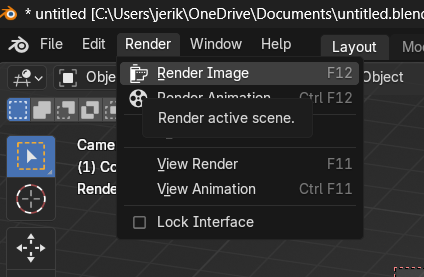 * untitled [C:\Users\jerik\OneDrive\Documents\untitled.blen
File Edit Render Window Help Layout Mo
Obje Object
Render Image F12
Render Animation Ctrl F12
Render active scene.
Came
(1) Co
Rende
View Render F11
View Animation Ctrl F11
Lock Interface